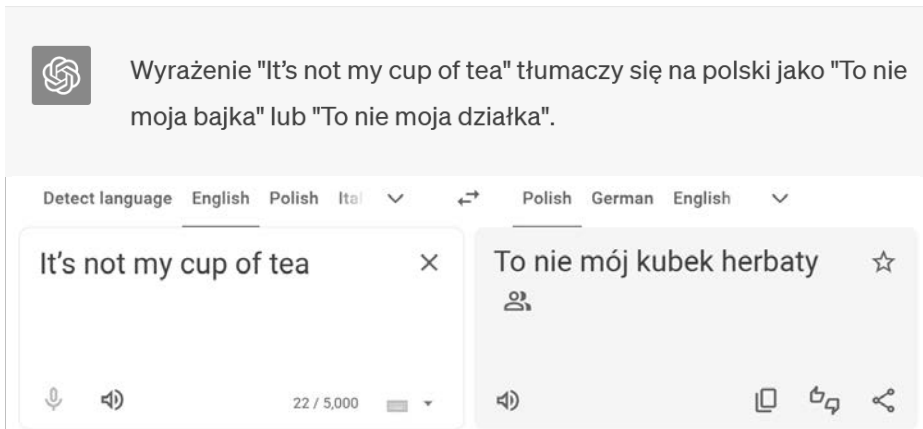 Wyrażenie "It’s not my cup of tea" tłumaczy się na polski jako "To nie
moja bajka" lub "To nie moja działka".
Detect language English Polish Ita
Polish German English
It’s not my cup of tea
To nie mój kubek herbaty
22 / 5,000